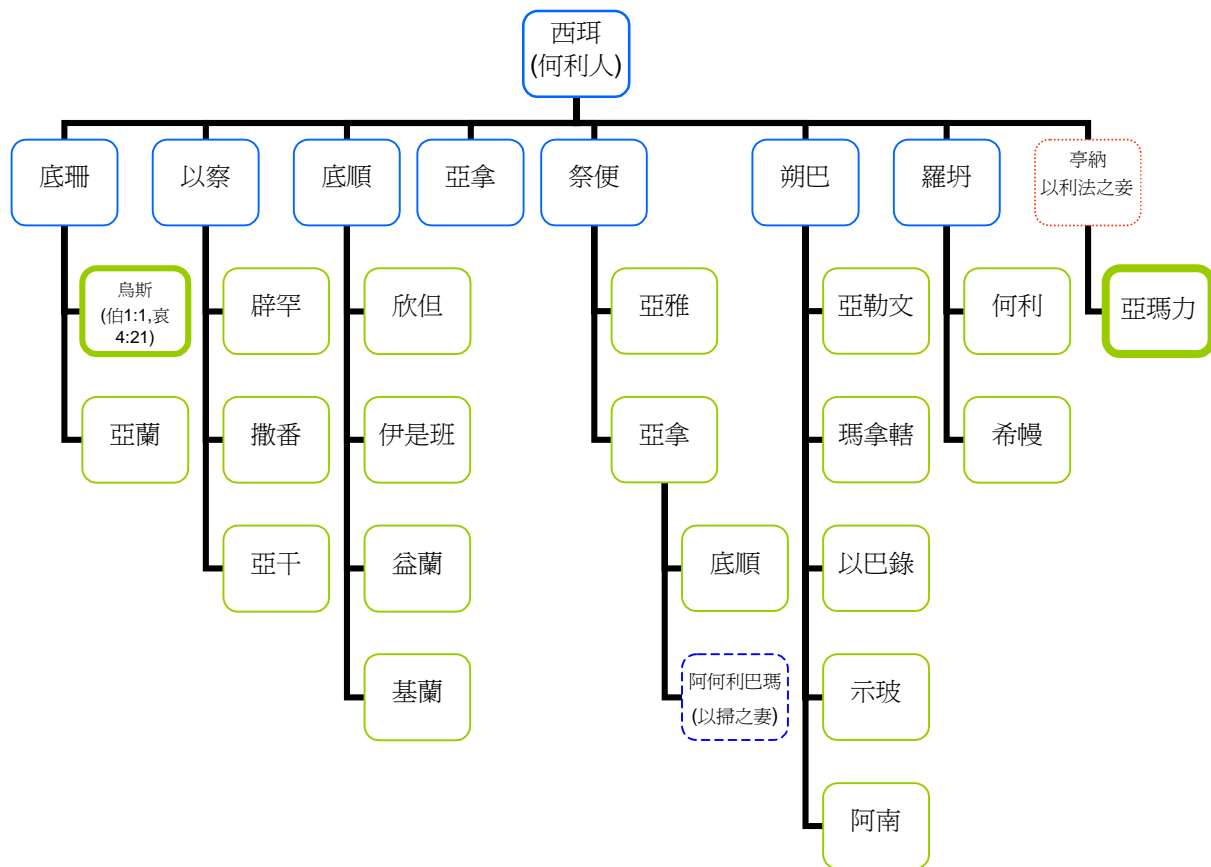 西珥
(何利人)
底珊
以察
底順
亞拿
祭便
朔巴
羅坍
亭納
以利法之妾
烏斯
(伯1:1,哀
4:21)
辟罕
欣但
亞雅
亞勒文
何利
亞瑪力
亞蘭
撒番
伊是班
亞拿
瑪拿轄
希幔
亞干
益蘭
底順
以巴錄
基蘭
阿何利巴瑪
(以掃之妻)
示玻
阿南